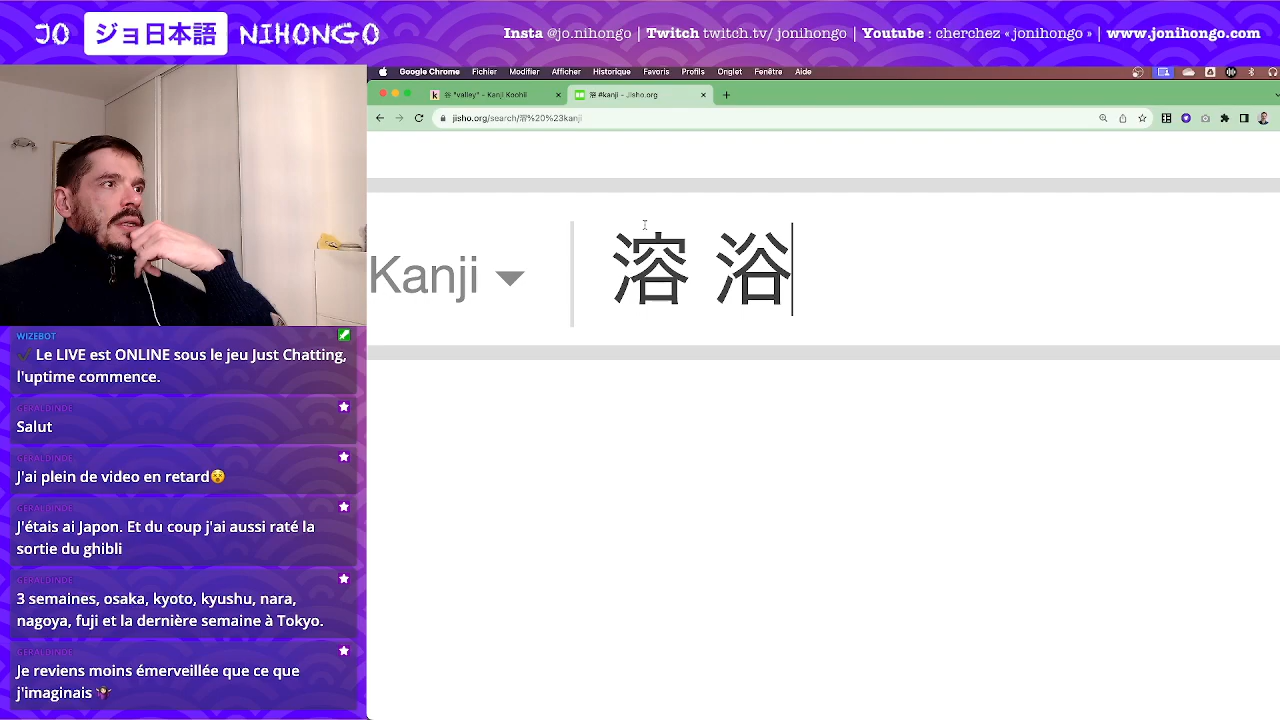 JO ジョ日本語 NIHONGO
Insta @jo.nihongo | Twitch twitch.tv/ jonihongo | Youtube : cherchez « jonihongo » | www.jonihongo.com
Google Chrome Fichier Modifier Afficher Historique Favoris Profils Onglet Fenêtre Aide
谷 "valley" - Kanji Koohii
溶 #kanji - Jisho.org
jisho.org/search/溶%20%23kanji
Kanji
溶 浴
WIZEBOT
Le LIVE est ONLINE sous le jeu Just Chatting,
l'uptime commence.
GERALDINDE
Salut
GERALDINDE
J'ai plein de video en retard😵
GERALDINDE
J'étais ai Japon. Et du coup j'ai aussi raté la
sortie du ghibli
GERALDINDE
3 semaines, osaka, kyoto, kyushu, nara,
nagoya, fuji et la dernière semaine à Tokyo.
GERALDINDE
Je reviens moins émerveillée que ce que
j'imaginais 🤷‍♀️